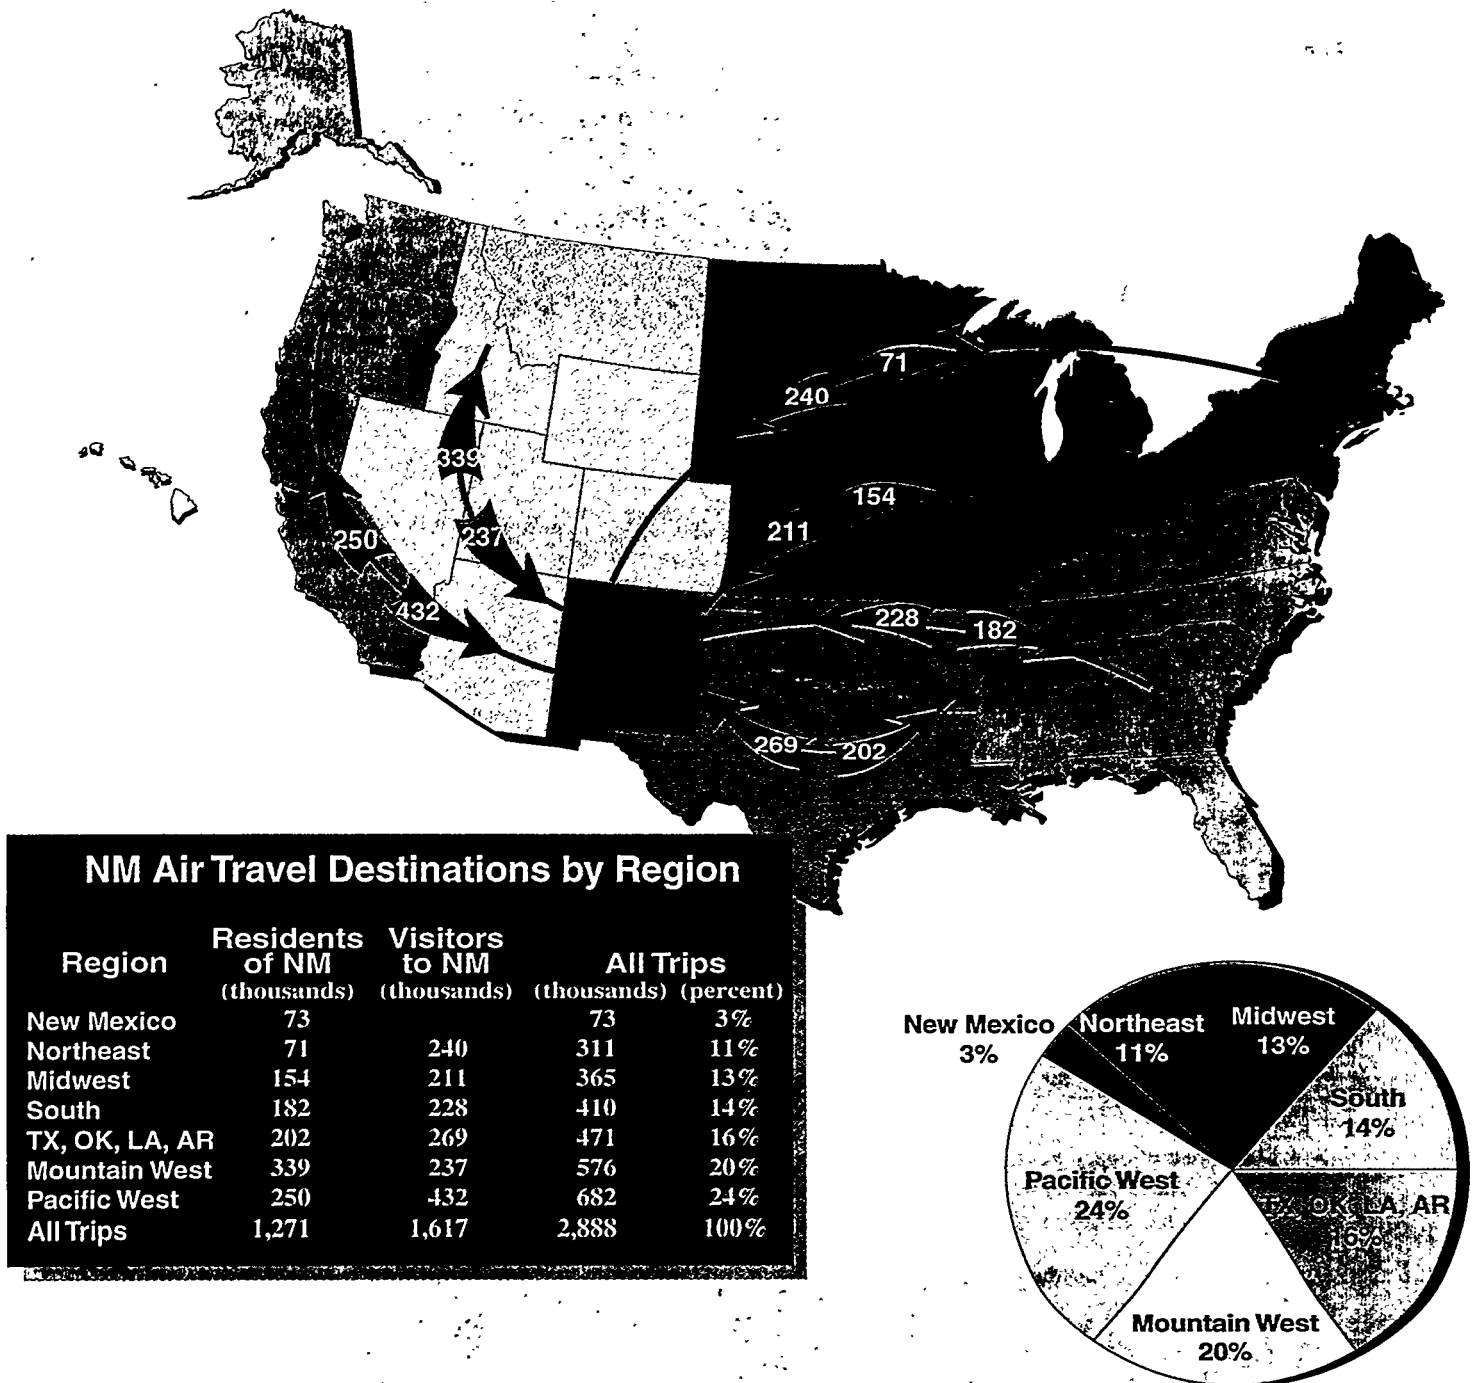 71
240
339
154
211
250
237
432
228
182
269
202
NM Air Travel Destinations by Region
Region Residents of NM (thousands) Visitors to NM (thousands) All Trips (thousands) (percent)
New Mexico 73 73 3%
Northeast 71 240 311 11%
Midwest 154 211 365 13%
South 182 228 410 14%
TX, OK, LA, AR 202 269 471 16%
Mountain West 339 237 576 20%
Pacific West 250 432 682 24%
All Trips 1,271 1,617 2,888 100%
New Mexico
3%
Northeast
11%
Midwest
13%
South
14%
TX, OK, LA, AR
16%
Pacific West
24%
Mountain West
20%